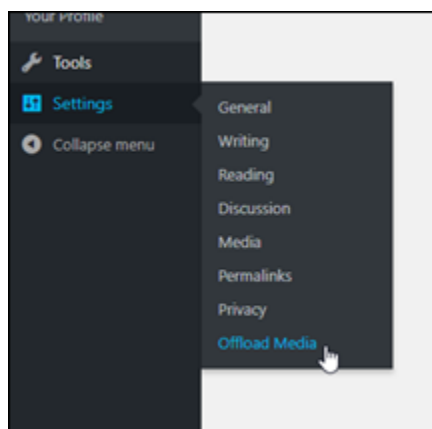 Your Profile
Tools
Settings
General
Collapse menu
Writing
Reading
Discussion
Media
Permalinks
Privacy
Offload Media